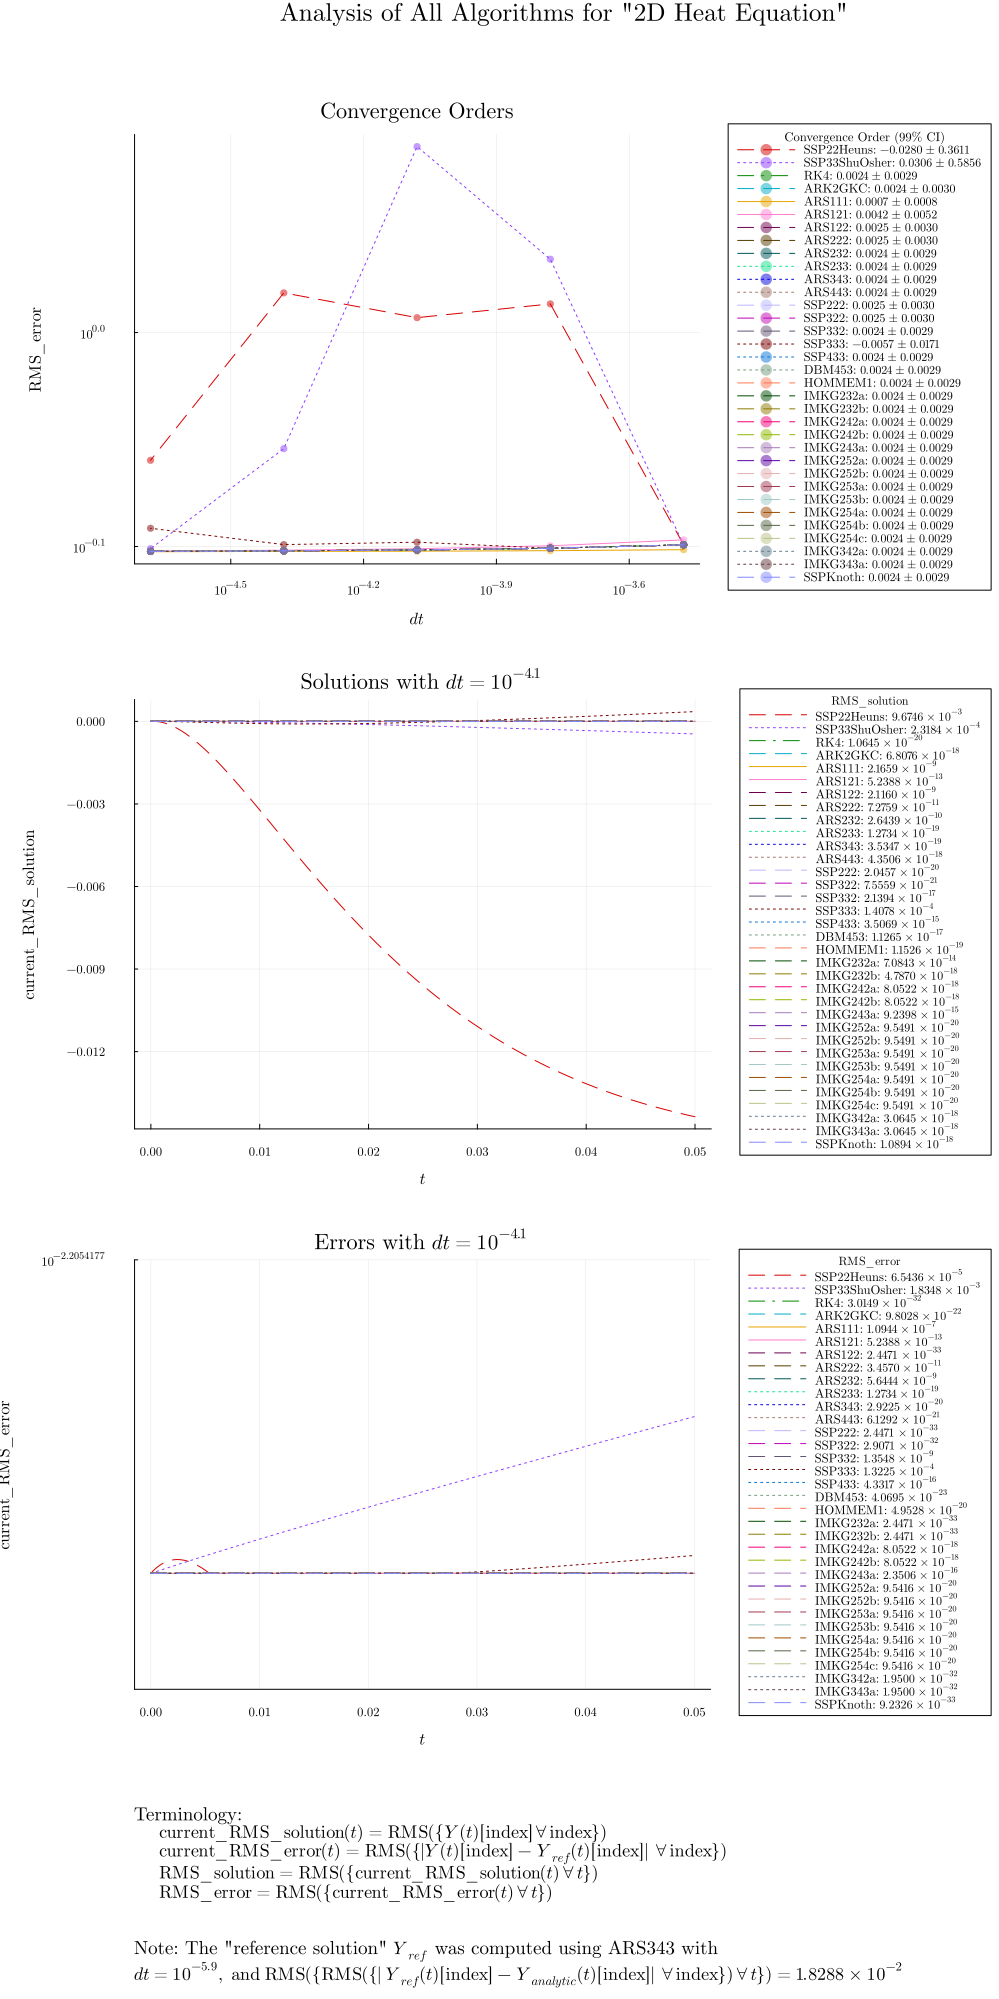 Analysis of All Algorithms for "2D Heat Equation"
Convergence Orders
RMS_error
10^0.0
10^−0.1
10^−4.5
10^−4.2
10^−3.9
10^−3.6
dt
Convergence Order (99% CI)
SSP22Heuns: −0.0280 ± 0.3611
SSP33ShuOsher: 0.0306 ± 0.5856
RK4: 0.0024 ± 0.0029
ARK2GKC: 0.0024 ± 0.0030
ARS111: 0.0007 ± 0.0008
ARS121: 0.0042 ± 0.0052
ARS122: 0.0025 ± 0.0030
ARS222: 0.0025 ± 0.0030
ARS232: 0.0024 ± 0.0029
ARS233: 0.0024 ± 0.0029
ARS343: 0.0024 ± 0.0029
ARS443: 0.0024 ± 0.0029
SSP222: 0.0025 ± 0.0030
SSP322: 0.0025 ± 0.0030
SSP332: 0.0024 ± 0.0029
SSP333: −0.0057 ± 0.0171
SSP433: 0.0024 ± 0.0029
DBM453: 0.0024 ± 0.0029
HOMMEM1: 0.0024 ± 0.0029
IMKG232a: 0.0024 ± 0.0029
IMKG232b: 0.0024 ± 0.0029
IMKG242a: 0.0024 ± 0.0029
IMKG242b: 0.0024 ± 0.0029
IMKG243a: 0.0024 ± 0.0029
IMKG252a: 0.0024 ± 0.0029
IMKG252b: 0.0024 ± 0.0029
IMKG253a: 0.0024 ± 0.0029
IMKG253b: 0.0024 ± 0.0029
IMKG254a: 0.0024 ± 0.0029
IMKG254b: 0.0024 ± 0.0029
IMKG254c: 0.0024 ± 0.0029
IMKG342a: 0.0024 ± 0.0029
IMKG343a: 0.0024 ± 0.0029
SSPKnoth: 0.0024 ± 0.0029
Solutions with dt = 10^−4.1
current_RMS_solution
0.000
−0.003
−0.006
−0.009
−0.012
0.00
0.01
0.02
0.03
0.04
0.05
t
RMS_solution
SSP22Heuns: 9.6746 × 10^−3
SSP33ShuOsher: 2.3184 × 10^−4
RK4: 1.0645 × 10^−20
ARK2GKC: 6.8076 × 10^−18
ARS111: 2.1659 × 10^−9
ARS121: 5.2388 × 10^−13
ARS122: 2.1160 × 10^−9
ARS222: 7.2759 × 10^−11
ARS232: 2.6439 × 10^−10
ARS233: 1.2734 × 10^−19
ARS343: 3.5347 × 10^−19
ARS443: 4.3506 × 10^−18
SSP222: 2.0457 × 10^−20
SSP322: 7.5559 × 10^−21
SSP332: 2.1394 × 10^−17
SSP333: 1.4078 × 10^−4
SSP433: 3.5069 × 10^−15
DBM453: 1.1265 × 10^−17
HOMMEM1: 1.1526 × 10^−19
IMKG232a: 7.0843 × 10^−14
IMKG232b: 4.7870 × 10^−18
IMKG242a: 8.0522 × 10^−18
IMKG242b: 8.0522 × 10^−18
IMKG243a: 9.2398 × 10^−15
IMKG252a: 9.5491 × 10^−20
IMKG252b: 9.5491 × 10^−20
IMKG253a: 9.5491 × 10^−20
IMKG253b: 9.5491 × 10^−20
IMKG254a: 9.5491 × 10^−20
IMKG254b: 9.5491 × 10^−20
IMKG254c: 9.5491 × 10^−20
IMKG342a: 3.0645 × 10^−18
IMKG343a: 3.0645 × 10^−18
SSPKnoth: 1.0894 × 10^−18
Errors with dt = 10^−4.1
current_RMS_error
10^−2.2054177
0.00
0.01
0.02
0.03
0.04
0.05
t
RMS_error
SSP22Heuns: 6.5436 × 10^−5
SSP33ShuOsher: 1.8348 × 10^−3
RK4: 3.0149 × 10^−32
ARK2GKC: 9.8028 × 10^−22
ARS111: 1.0944 × 10^−7
ARS121: 5.2388 × 10^−13
ARS122: 2.4471 × 10^−33
ARS222: 3.4570 × 10^−11
ARS232: 5.6444 × 10^−9
ARS233: 1.2734 × 10^−19
ARS343: 2.9225 × 10^−20
ARS443: 6.1292 × 10^−21
SSP222: 2.4471 × 10^−33
SSP322: 2.9071 × 10^−32
SSP332: 1.3548 × 10^−9
SSP333: 1.3225 × 10^−4
SSP433: 4.3317 × 10^−16
DBM453: 4.0695 × 10^−23
HOMMEM1: 4.9528 × 10^−20
IMKG232a: 2.4471 × 10^−33
IMKG232b: 2.4471 × 10^−33
IMKG242a: 8.0522 × 10^−18
IMKG242b: 8.0522 × 10^−18
IMKG243a: 2.3506 × 10^−16
IMKG252a: 9.5416 × 10^−20
IMKG252b: 9.5416 × 10^−20
IMKG253a: 9.5416 × 10^−20
IMKG253b: 9.5416 × 10^−20
IMKG254a: 9.5416 × 10^−20
IMKG254b: 9.5416 × 10^−20
IMKG254c: 9.5416 × 10^−20
IMKG342a: 1.9500 × 10^−32
IMKG343a: 1.9500 × 10^−32
SSPKnoth: 9.2326 × 10^−33
Terminology:
current_RMS_solution(t) = RMS({Y(t)[index] ∀ index})
current_RMS_error(t) = RMS({|Y(t)[index] − Y_ref(t)[index]| ∀ index})
RMS_solution = RMS({current_RMS_solution(t) ∀ t})
RMS_error = RMS({current_RMS_error(t) ∀ t})
Note: The "reference solution" Y_ref was computed using ARS343 with
dt = 10^−5.9, and RMS({RMS({|Y_ref(t)[index] − Y_analytic(t)[index]| ∀ index}) ∀ t}) = 1.8288 × 10^−2